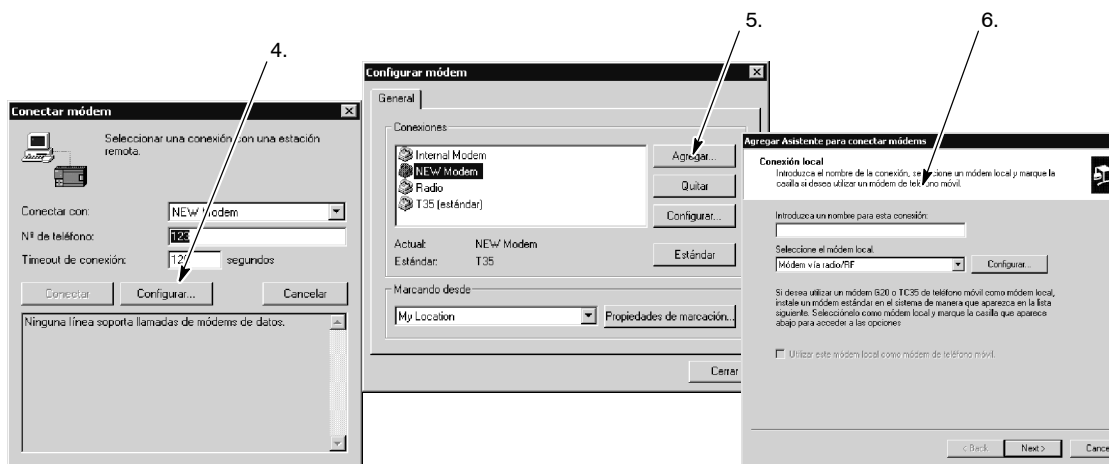 4.
5.
6.
Conectar módem
Seleccionar una conexión con una estación
remota.
Conectar con:
NEW Modem
Nº de teléfono:
123
Timeout de conexión:
120
segundos
Conectar
Configurar...
Cancelar
Ninguna línea soporta llamadas de módems de datos.
Configurar módem
General
Conexiones
Internal Modem
NEW Modem
Radio
T35 (estándar)
Agregar...
Quitar
Configurar...
Estándar
Actual: NEW Modem
Estándar: T35
Marcando desde
My Location
Propiedades de marcación...
Cerrar
Agregar Asistente para conectar módems
Conexión local
Introduzca el nombre de la conexión, seleccione un módem local y marque la
casilla si desea utilizar un módem de teléfono móvil.
Introduzca un nombre para esta conexión:
Seleccione el módem local.
Módem vía radio/RF
Configurar...
Si desea utilizar un módem G20 o TC35 de teléfono móvil como módem local,
instale un módem estándar en el sistema de manera que aparezca en la lista
siguiente. Selecciónelo como módem local y marque la casilla que aparece
abajo para acceder a las opciones
Utilizar este módem local como módem de teléfono móvil.
< Back
Next >
Cance